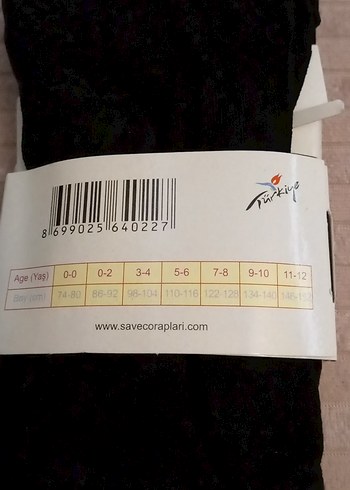 Türkiye
8 699025 640227
Age (Yaş) 0-0 0-2 3-4 5-6 7-8 9-10 11-12
Boy (cm) 74-80 86-92 98-104 110-116 122-128 134-140
www.savecoraplari.com